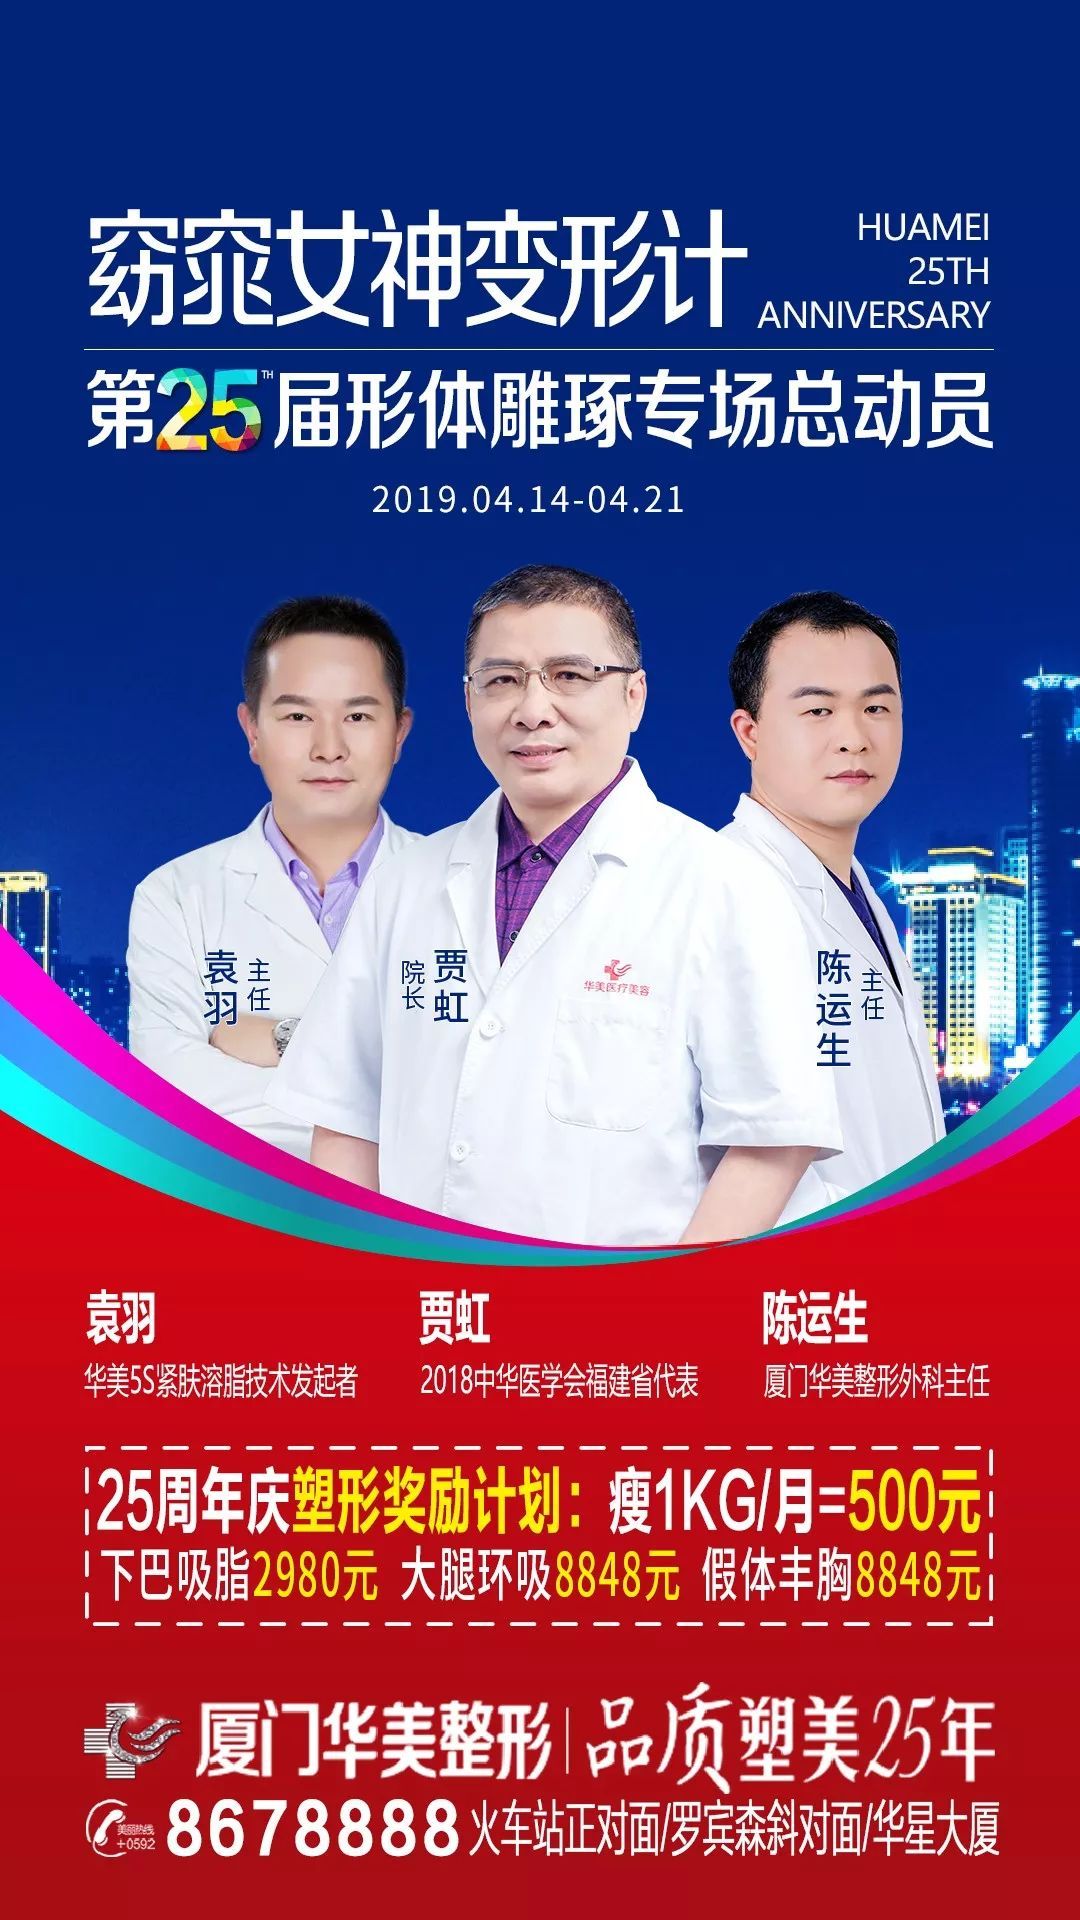 窈窕女神变形计
HUAMEI
25TH
ANNIVERSARY
第25TH届形体雕琢专场总动员
2019.04.14-04.21
袁羽 主任
贾虹 院长
华美医疗美容
陈运生 主任
袁羽
华美5S紧肤溶脂技术发起者
贾虹
2018中华医学会福建省代表
陈运生
厦门华美整形外科主任
25周年庆塑形奖励计划：瘦1KG/月=500元
下巴吸脂2980元 大腿环吸8848元 假体丰胸8848元
厦门华美整形 | 品质塑美25年
美丽热线
+0592
8678888 火车站正对面/罗宾森斜对面/华星大厦